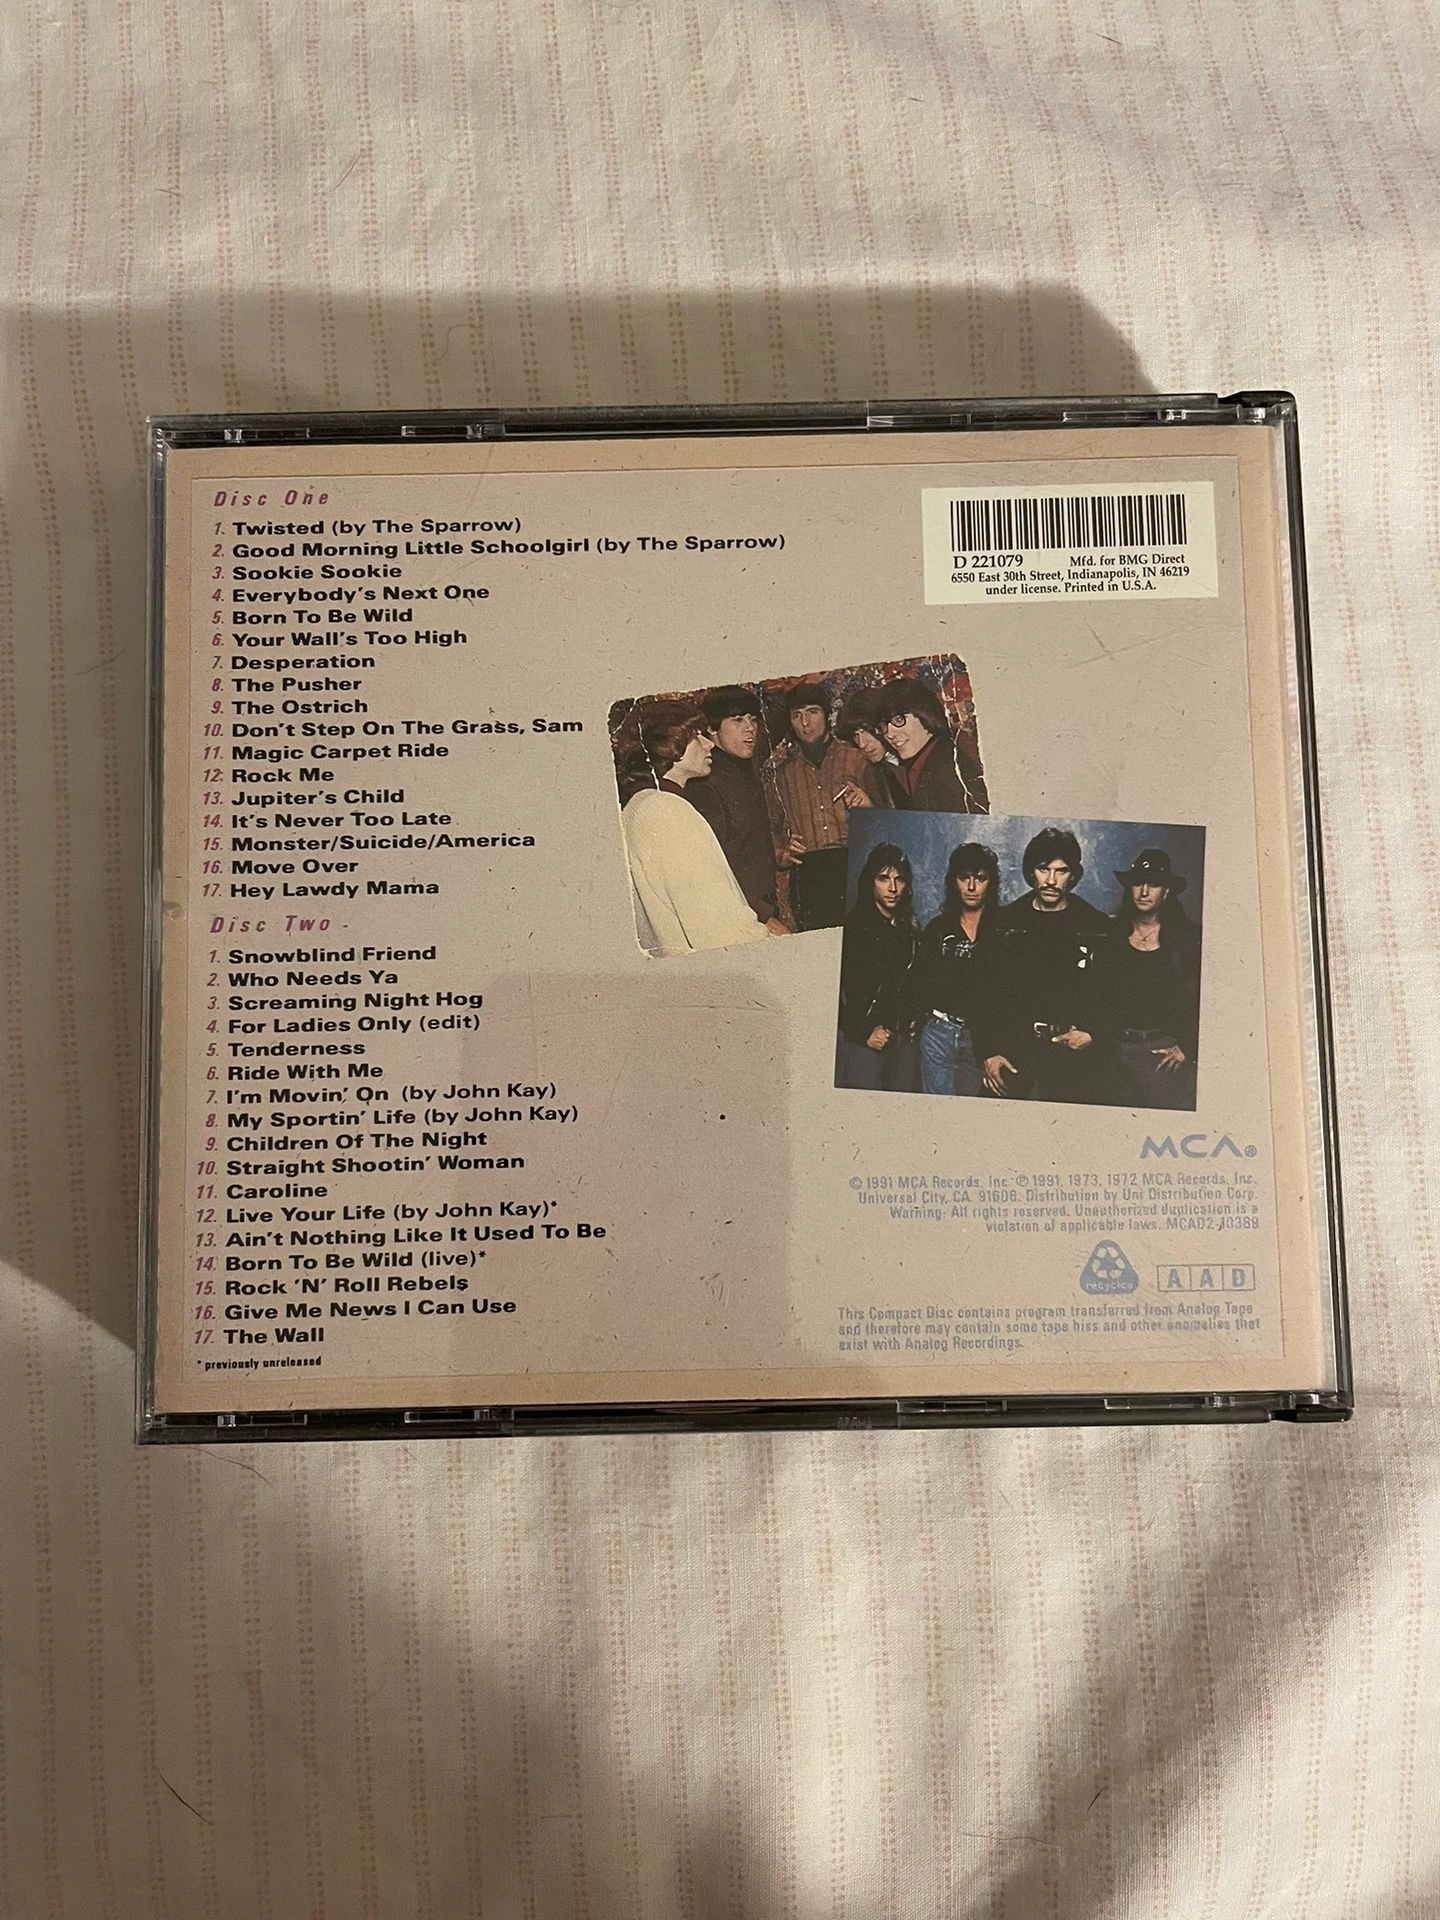 Disc One
1. Twisted (by The Sparrow)
2. Good Morning Little Schoolgirl (by The Sparrow)
3. Sookie Sookie
4. Everybody's Next One
5. Born To Be Wild
6. Your Wall's Too High
7. Desperation
8. The Pusher
9. The Ostrich
10. Don't Step On The Grass, Sam
11. Magic Carpet Ride
12. Rock Me
13. Jupiter's Child
14. It's Never Too Late
15. Monster/Suicide/America
16. Move Over
17. Hey Lawdy Mama
Disc Two
1. Snowblind Friend
2. Who Needs Ya
3. Screaming Night Hog
4. For Ladies Only (edit)
5. Tenderness
6. Ride With Me
7. I'm Movin' On (by John Kay)
8. My Sportin' Life (by John Kay)
9. Children Of The Night
10. Straight Shootin' Woman
11. Caroline
12. Live Your Life (by John Kay)*
13. Ain't Nothing Like It Used To Be
14. Born To Be Wild (live)*
15. Rock 'N' Roll Rebels
16. Give Me News I Can Use
17. The Wall
* previously unreleased
D 221079 Mfd. for BMG Direct
6550 East 30th Street, Indianapolis, IN 46219
under license. Printed in U.S.A.
MCA®
© 1991 MCA Records, Inc. ℗ 1991, 1973, 1972 MCA Records, Inc.
Universal City, CA. 91608. Distribution by Uni Distribution Corp.
Warning: All rights reserved. Unauthorized duplication is a
violation of applicable laws. MCAD2-10389
recycles
AAD
This Compact Disc contains program transferred from Analog Tape
and therefore may contain some tape hiss and other anomalies that
exist with Analog Recordings.